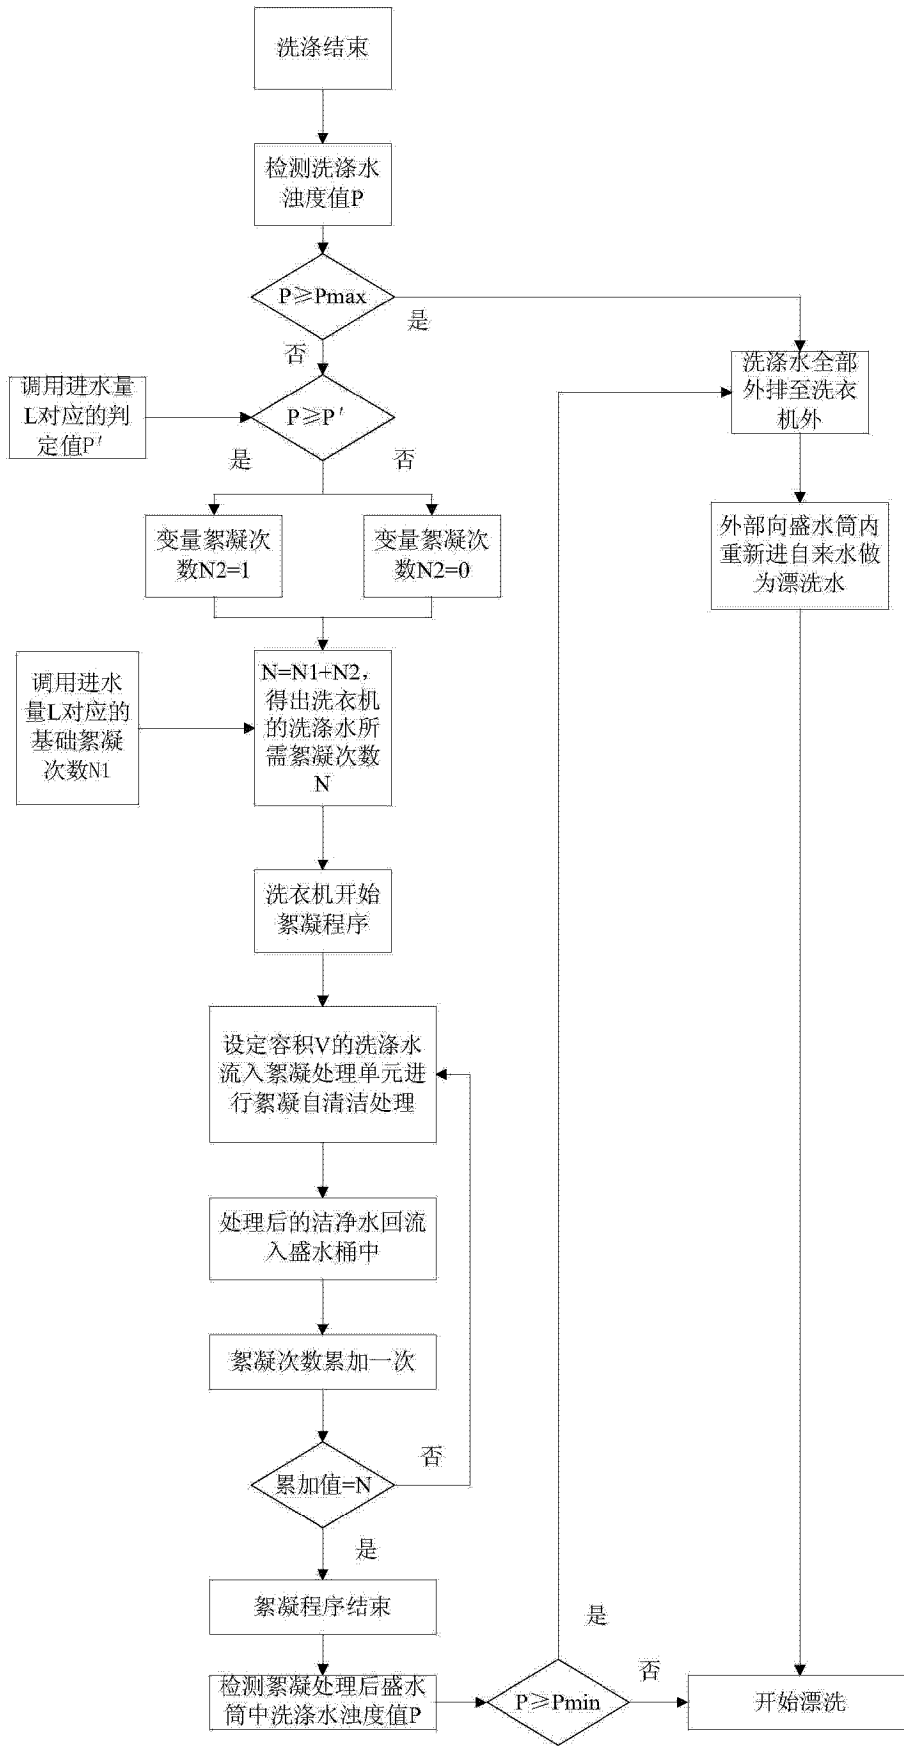 洗涤结束
检测洗涤水
浊度值P
P≥Pmax
是
否
洗涤水全部
外排至洗衣
机外
调用进水量
L对应的判
定值P′
P≥P′
是
否
外部向盛水筒内
重新进自来水做
为漂洗水
变量絮凝次
数N2=1
变量絮凝次
数N2=0
调用进水
量L对应的
基础絮凝
次数N1
N=N1+N2,
得出洗衣机
的洗涤水所
需絮凝次数
N
洗衣机开始
絮凝程序
设定容积V的洗涤水
流入絮凝处理单元进
行絮凝自清洁处理
处理后的洁净水回流
入盛水桶中
絮凝次数累加一次
累加值=N
否
是
絮凝程序结束
检测絮凝处理后盛水
筒中洗涤水浊度值P
P≥Pmin
是
否
开始漂洗